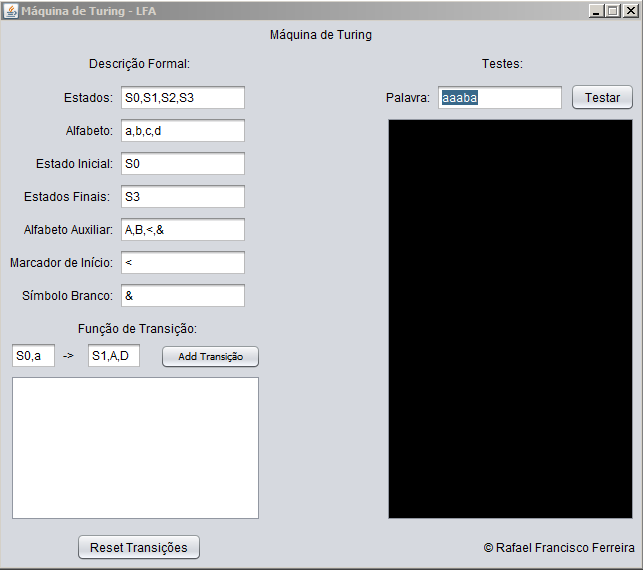 Máquina de Turing - LFA
Máquina de Turing
Descrição Formal:
Estados: S0,S1,S2,S3
Alfabeto: a,b,c,d
Estado Inicial: S0
Estados Finais: S3
Alfabeto Auxiliar: A,B,<,&
Marcador de Início: <
Símbolo Branco: &
Função de Transição:
S0,a -> S1,A,D Add Transição
Reset Transições
Testes:
Palavra: aaaba Testar
© Rafael Francisco Ferreira